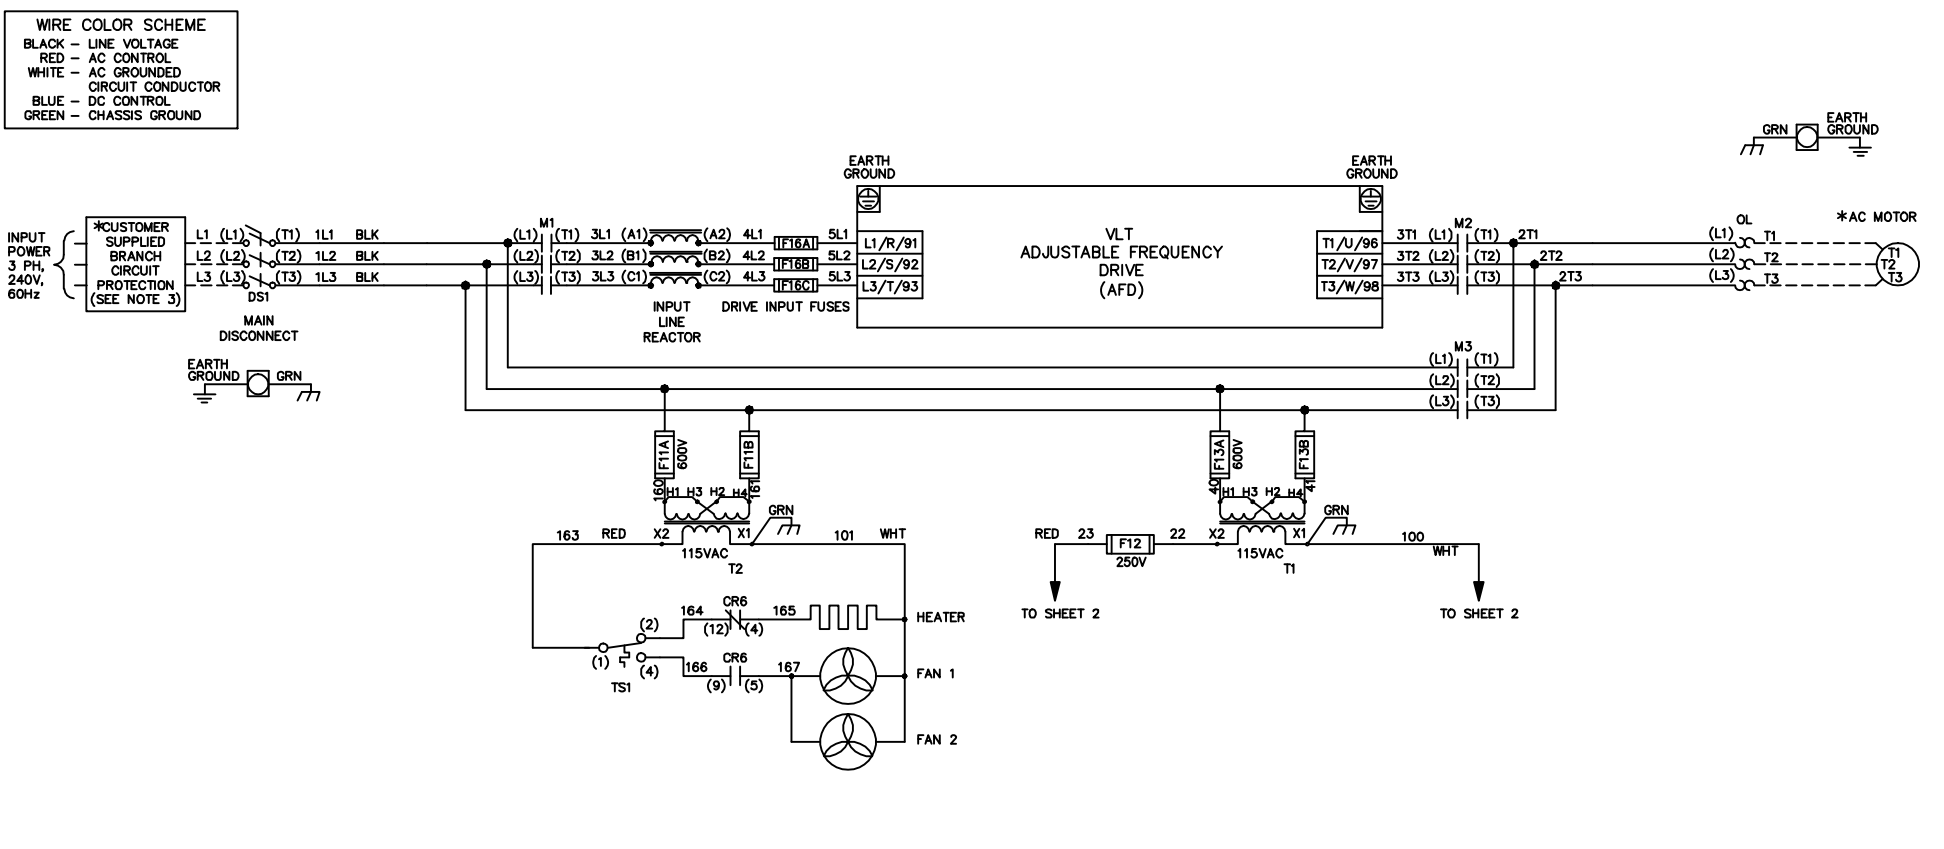 WIRE COLOR SCHEME
BLACK – LINE VOLTAGE
RED – AC CONTROL
WHITE – AC GROUNDED
CIRCUIT CONDUCTOR
BLUE – DC CONTROL
GREEN – CHASSIS GROUND
GRN
EARTH
GROUND
EARTH
GROUND
EARTH
GROUND
INPUT
POWER
3 PH,
240V,
60Hz
*CUSTOMER
SUPPLIED
BRANCH
CIRCUIT
PROTECTION
(SEE NOTE 3)
L1 (L1) (T1) 1L1 BLK
L2 (L2) (T2) 1L2 BLK
L3 (L3) (T3) 1L3 BLK
DS1
MAIN
DISCONNECT
M1
(L1) (T1) 3L1 (A1) (A2) 4L1 F16A 5L1 L1/R/91
(L2) (T2) 3L2 (B1) (B2) 4L2 F16B 5L2 L2/S/92
(L3) (T3) 3L3 (C1) (C2) 4L3 F16C 5L3 L3/T/93
INPUT
LINE
REACTOR
DRIVE INPUT FUSES
VLT
ADJUSTABLE FREQUENCY
DRIVE
(AFD)
M2
T1/U/96 3T1 (L1) (T1) 2T1
T2/V/97 3T2 (L2) (T2) 2T2
T3/W/98 3T3 (L3) (T3) 2T3
OL
(L1) T1
(L2) T2
(L3) T3
*AC MOTOR
T1
T2
T3
EARTH
GROUND
GRN
M3
(L1) (T1)
(L2) (T2)
(L3) (T3)
F11A
600V
F11B
160
161
H1 H3 H2 H4
GRN
163 RED X2 X1 101 WHT
115VAC
T2
F13A
600V
F13B
40
41
H1 H3 H2 H4
GRN
RED 23 F12 22 X2 X1 100 WHT
250V
115VAC
T1
TO SHEET 2
TO SHEET 2
CR6
164 165
(2) (12) (4)
HEATER
(1)
TS1
(4)
CR6
166 167
(9) (5)
FAN 1
FAN 2